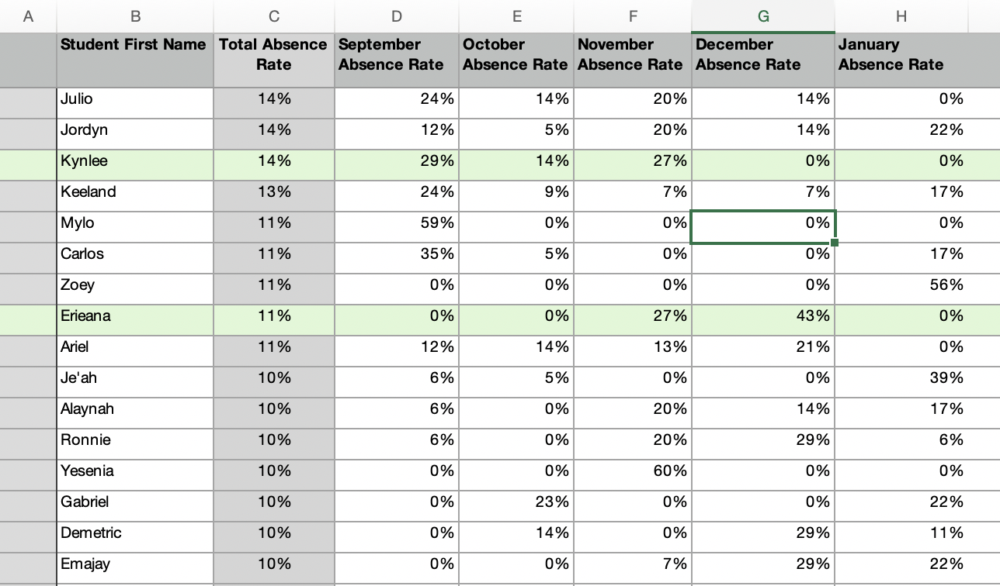 A B C D E F G H
Student First Name Total Absence Rate September Absence Rate October Absence Rate November Absence Rate December Absence Rate January Absence Rate
Julio 14% 24% 14% 20% 14% 0%
Jordyn 14% 12% 5% 20% 14% 22%
Kynlee 14% 29% 14% 27% 0% 0%
Keeland 13% 24% 9% 7% 7% 17%
Mylo 11% 59% 0% 0% 0% 0%
Carlos 11% 35% 5% 0% 0% 17%
Zoey 11% 0% 0% 0% 0% 56%
Erieana 11% 0% 0% 27% 43% 0%
Ariel 11% 12% 14% 13% 21% 0%
Je'ah 10% 6% 5% 0% 0% 39%
Alaynah 10% 6% 0% 20% 14% 17%
Ronnie 10% 6% 0% 20% 29% 6%
Yesenia 10% 0% 0% 60% 0% 0%
Gabriel 10% 0% 23% 0% 0% 22%
Demetric 10% 0% 14% 0% 29% 11%
Emajay 10% 0% 0% 7% 29% 22%